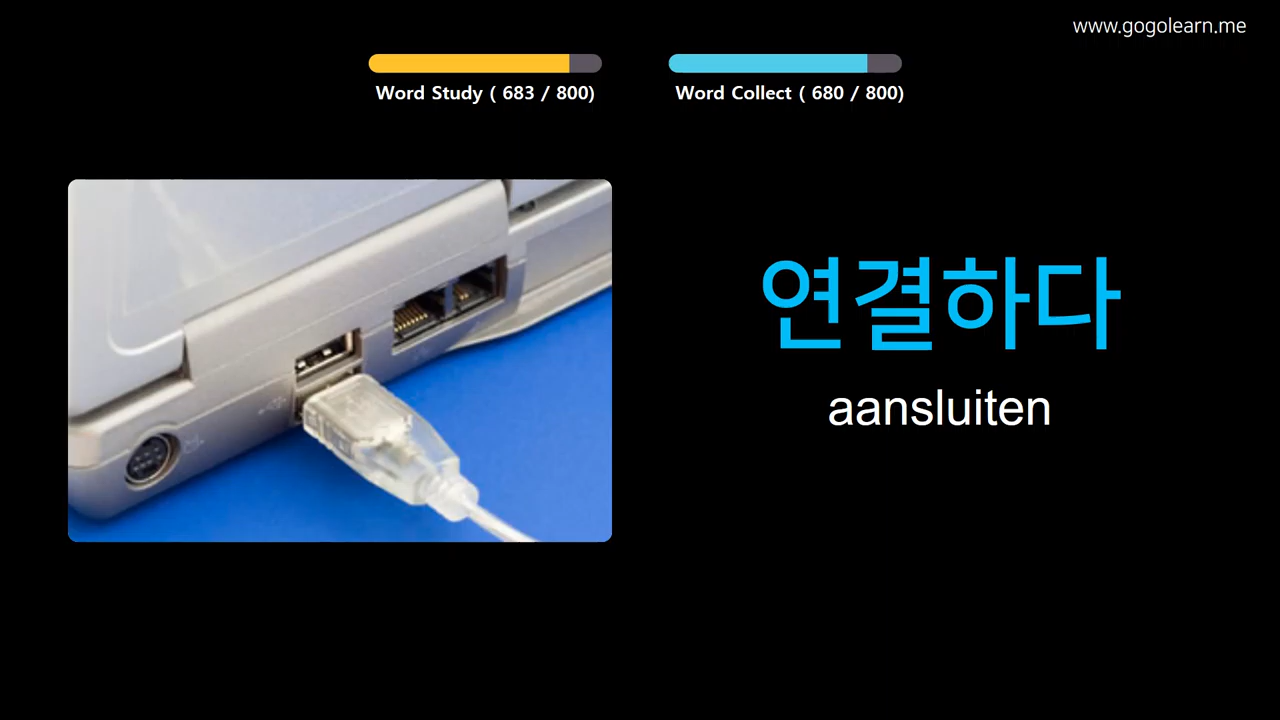 www.gogolearn.me
Word Study ( 683 / 800)
Word Collect ( 680 / 800)
연결하다
aansluiten